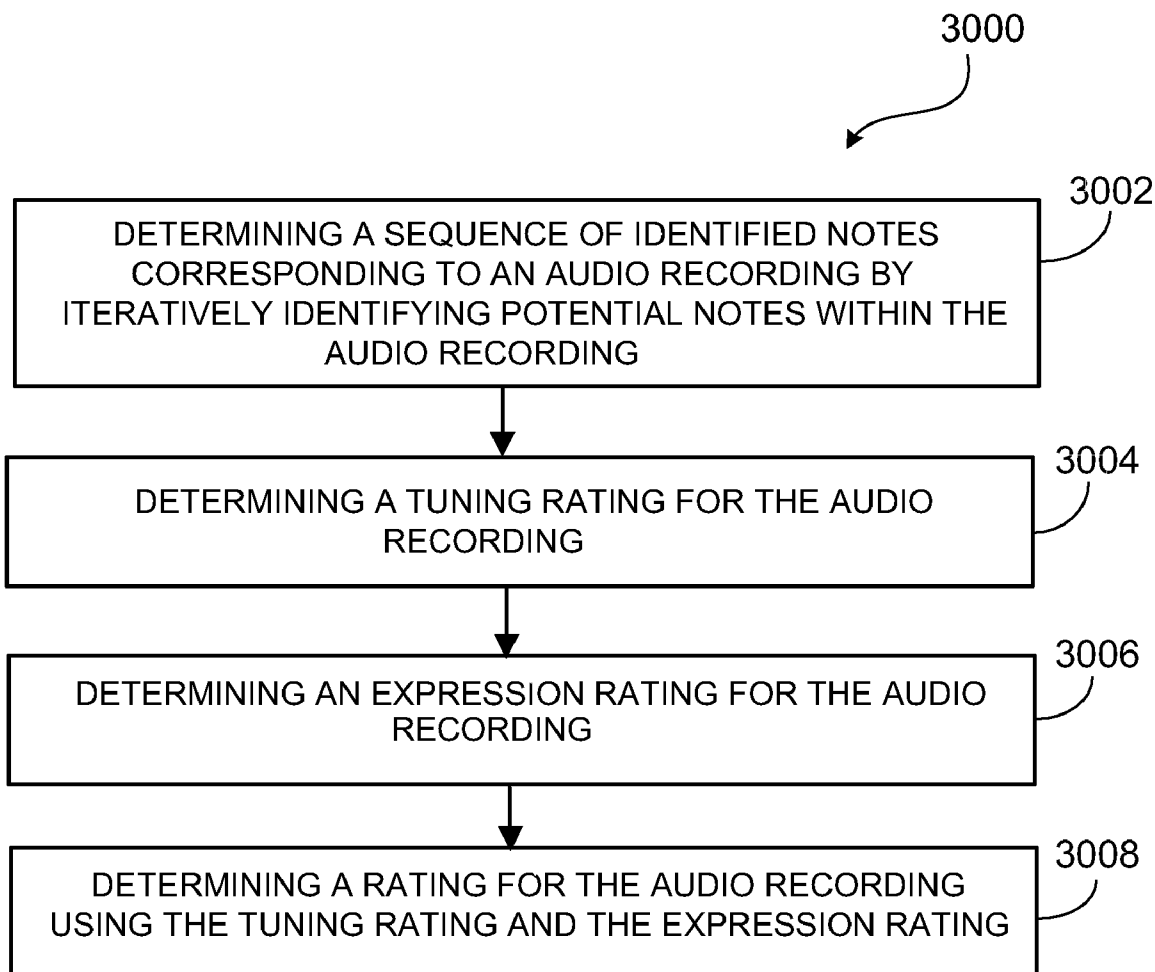 3000
3002
DETERMINING A SEQUENCE OF IDENTIFIED NOTES
CORRESPONDING TO AN AUDIO RECORDING BY
ITERATIVELY IDENTIFYING POTENTIAL NOTES WITHIN THE
AUDIO RECORDING
3004
DETERMINING A TUNING RATING FOR THE AUDIO
RECORDING
3006
DETERMINING AN EXPRESSION RATING FOR THE AUDIO
RECORDING
3008
DETERMINING A RATING FOR THE AUDIO RECORDING
USING THE TUNING RATING AND THE EXPRESSION RATING